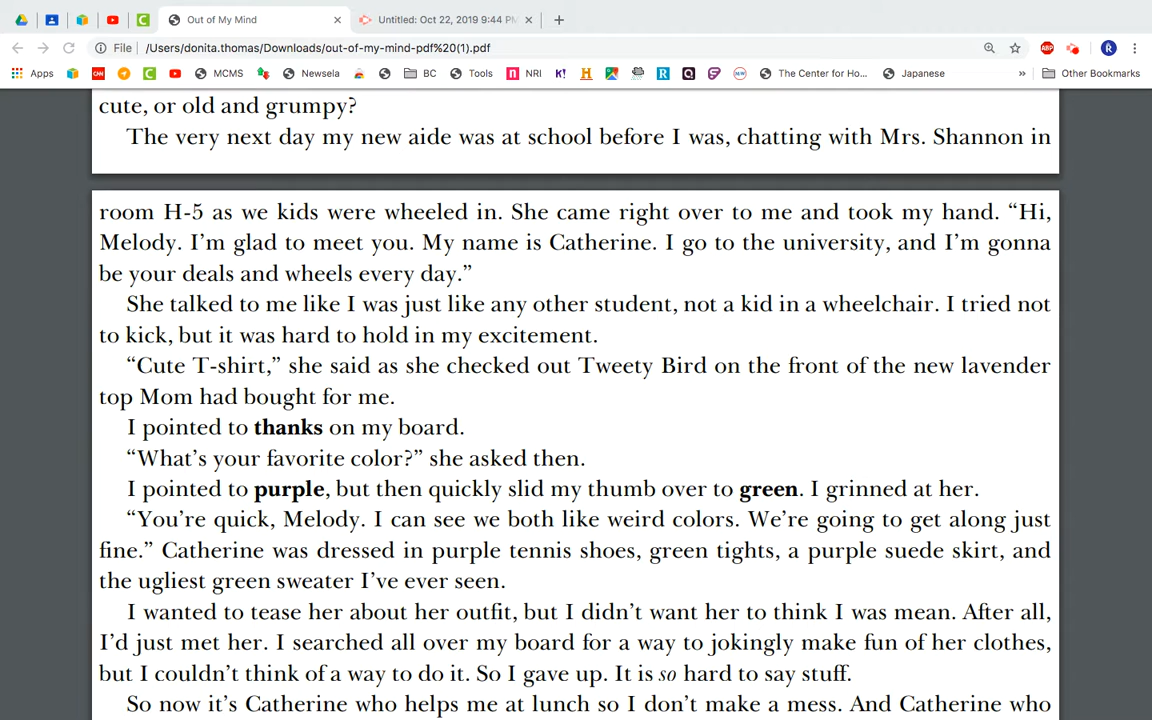 Out of My Mind
Untitled: Oct 22, 2019 9:44 PM
File /Users/donita.thomas/Downloads/out-of-my-mind-pdf%20(1).pdf
ABP
R
Apps CNN C MCMS Newsela BC Tools N NRI K! H R The Center for Ho... Japanese » Other Bookmarks
cute, or old and grumpy?
The very next day my new aide was at school before I was, chatting with Mrs. Shannon in
room H-5 as we kids were wheeled in. She came right over to me and took my hand. “Hi,
Melody. I’m glad to meet you. My name is Catherine. I go to the university, and I’m gonna
be your deals and wheels every day.”
She talked to me like I was just like any other student, not a kid in a wheelchair. I tried not
to kick, but it was hard to hold in my excitement.
“Cute T-shirt,” she said as she checked out Tweety Bird on the front of the new lavender
top Mom had bought for me.
I pointed to thanks on my board.
“What’s your favorite color?” she asked then.
I pointed to purple, but then quickly slid my thumb over to green. I grinned at her.
“You’re quick, Melody. I can see we both like weird colors. We’re going to get along just
fine.” Catherine was dressed in purple tennis shoes, green tights, a purple suede skirt, and
the ugliest green sweater I’ve ever seen.
I wanted to tease her about her outfit, but I didn’t want her to think I was mean. After all,
I’d just met her. I searched all over my board for a way to jokingly make fun of her clothes,
but I couldn’t think of a way to do it. So I gave up. It is so hard to say stuff.
So now it’s Catherine who helps me at lunch so I don’t make a mess. And Catherine who